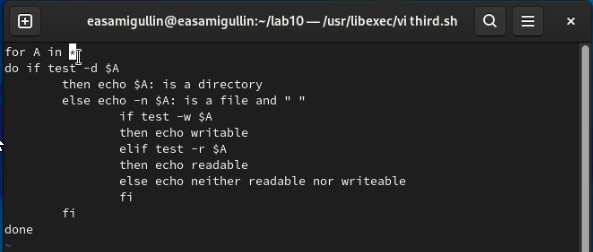 easamigullin@easamigullin:~/lab10 — /usr/libexec/vi third.sh
for A in *
do if test -d $A
then echo $A: is a directory
else echo -n $A: is a file and " "
if test -w $A
then echo writable
elif test -r $A
then echo readable
else echo neither readable nor writeable
fi
fi
done
~